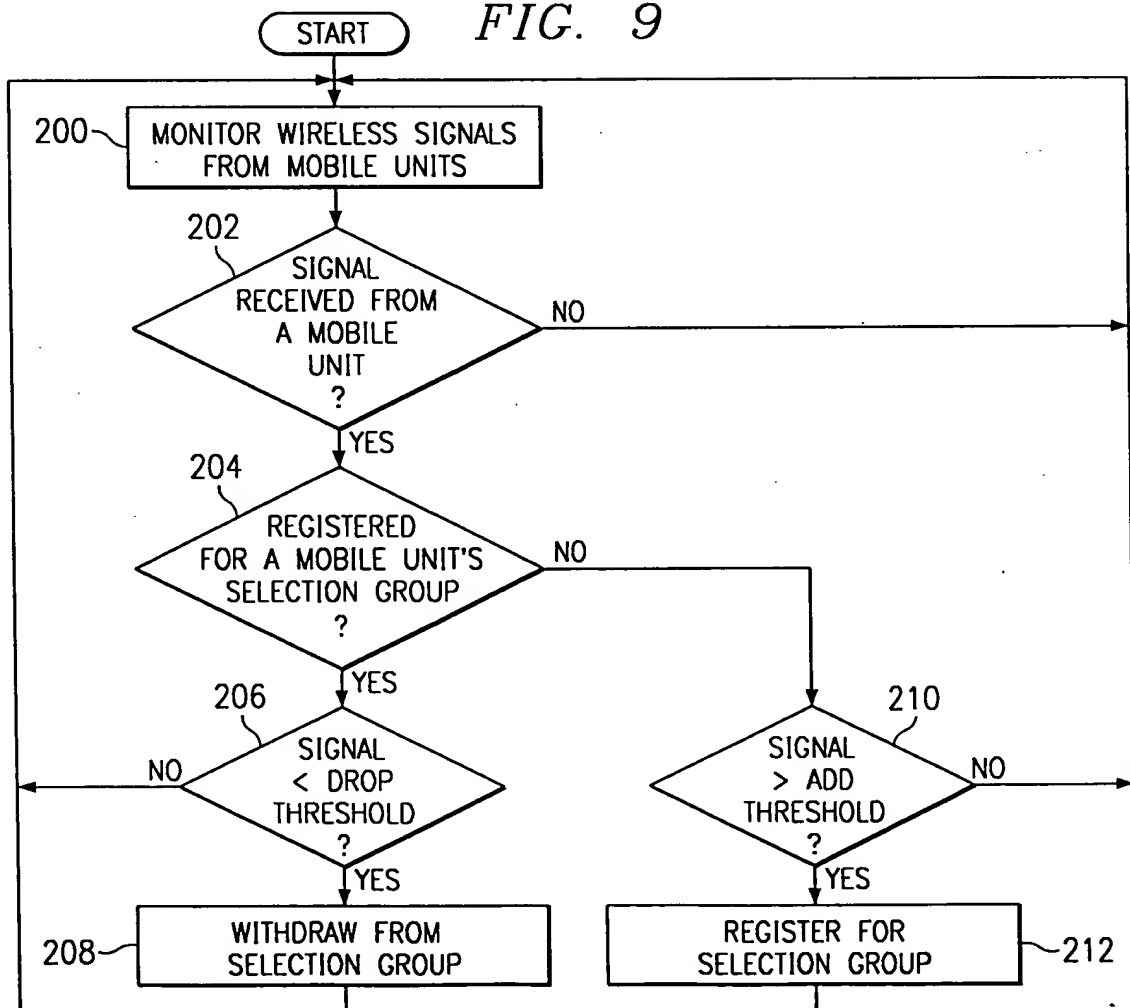 FIG. 9
START
200
MONITOR WIRELESS SIGNALS
FROM MOBILE UNITS
202
SIGNAL
RECEIVED FROM
A MOBILE
UNIT
?
NO
YES
204
REGISTERED
FOR A MOBILE UNIT'S
SELECTION GROUP
?
NO
YES
206
SIGNAL
< DROP
THRESHOLD
?
NO
YES
210
SIGNAL
> ADD
THRESHOLD
?
NO
YES
208
WITHDRAW FROM
SELECTION GROUP
REGISTER FOR
SELECTION GROUP
212